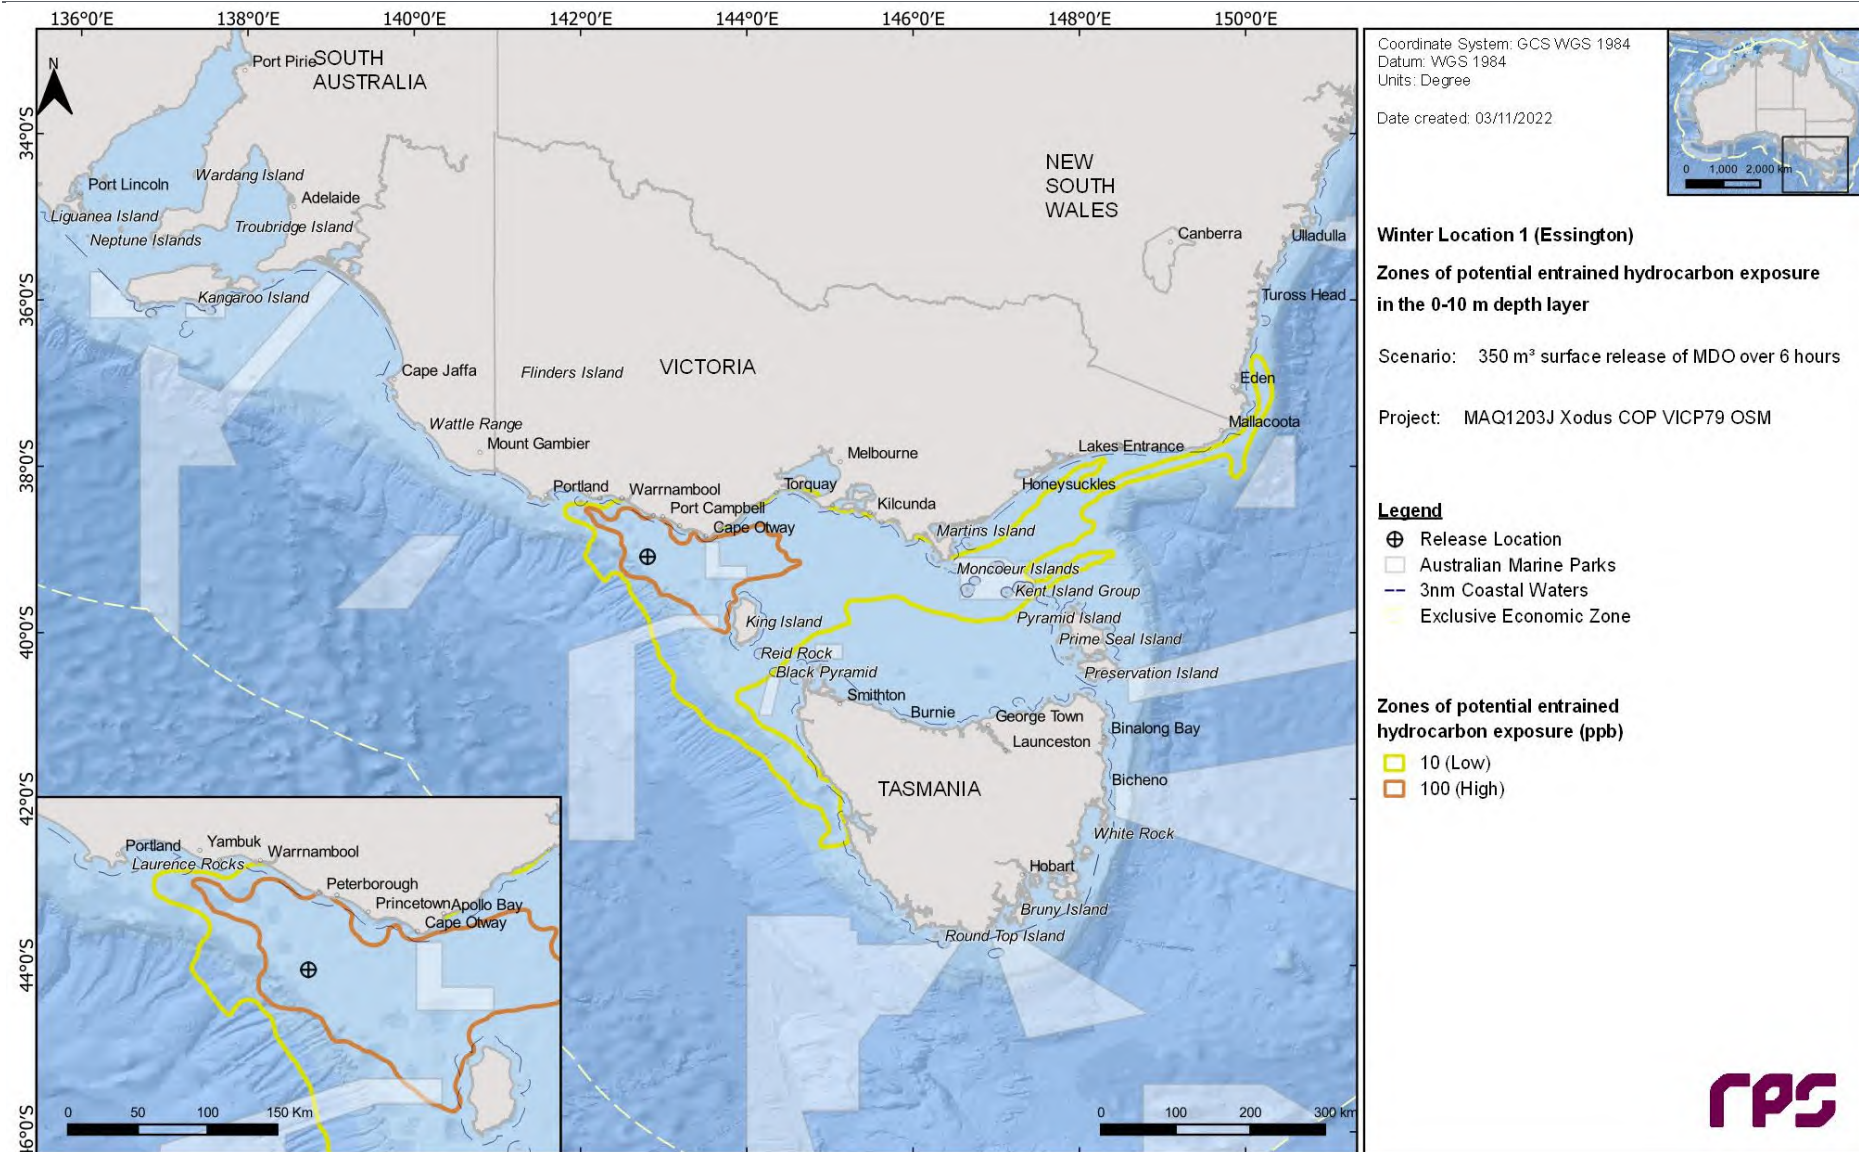 136°0'E
138°0'E
140°0'E
142°0'E
144°0'E
146°0'E
148°0'E
150°0'E
34°0'S
36°0'S
38°0'S
40°0'S
42°0'S
44°0'S
46°0'S
N
Port Pirie
SOUTH
AUSTRALIA
Wardang Island
Port Lincoln
Adelaide
Liguanea Island
Troubridge Island
Neptune Islands
Kangaroo Island
NEW
SOUTH
WALES
Canberra
Ulladulla
Tuross Head
Cape Jaffa
Flinders Island
VICTORIA
Eden
Wattle Range
Mallacoota
Mount Gambier
Melbourne
Lakes Entrance
Portland
Warrnambool
Torquay
Honeysuckles
Port Campbell
Kilcunda
Cape Otway
Martins Island
Moncoeur Islands
Kent Island Group
King Island
Pyramid Island
Prime Seal Island
Reid Rock
Black Pyramid
Preservation Island
Smithton
Burnie
George Town
Binalong Bay
Launceston
Bicheno
TASMANIA
White Rock
Hobart
Bruny Island
Round Top Island
0 100 200 300 km
Portland
Yambuk
Warrnambool
Laurence Rocks
Peterborough
Princetown
Apollo Bay
Cape Otway
0 50 100 150 Km
Coordinate System: GCS WGS 1984
Datum: WGS 1984
Units: Degree
Date created: 03/11/2022
0 1,000 2,000 km
Winter Location 1 (Essington)
Zones of potential entrained hydrocarbon exposure
in the 0-10 m depth layer
Scenario: 350 m³ surface release of MDO over 6 hours
Project: MAQ1203J Xodus COP VICP79 OSM
Legend
Release Location
Australian Marine Parks
3nm Coastal Waters
Exclusive Economic Zone
Zones of potential entrained
hydrocarbon exposure (ppb)
10 (Low)
100 (High)
rps